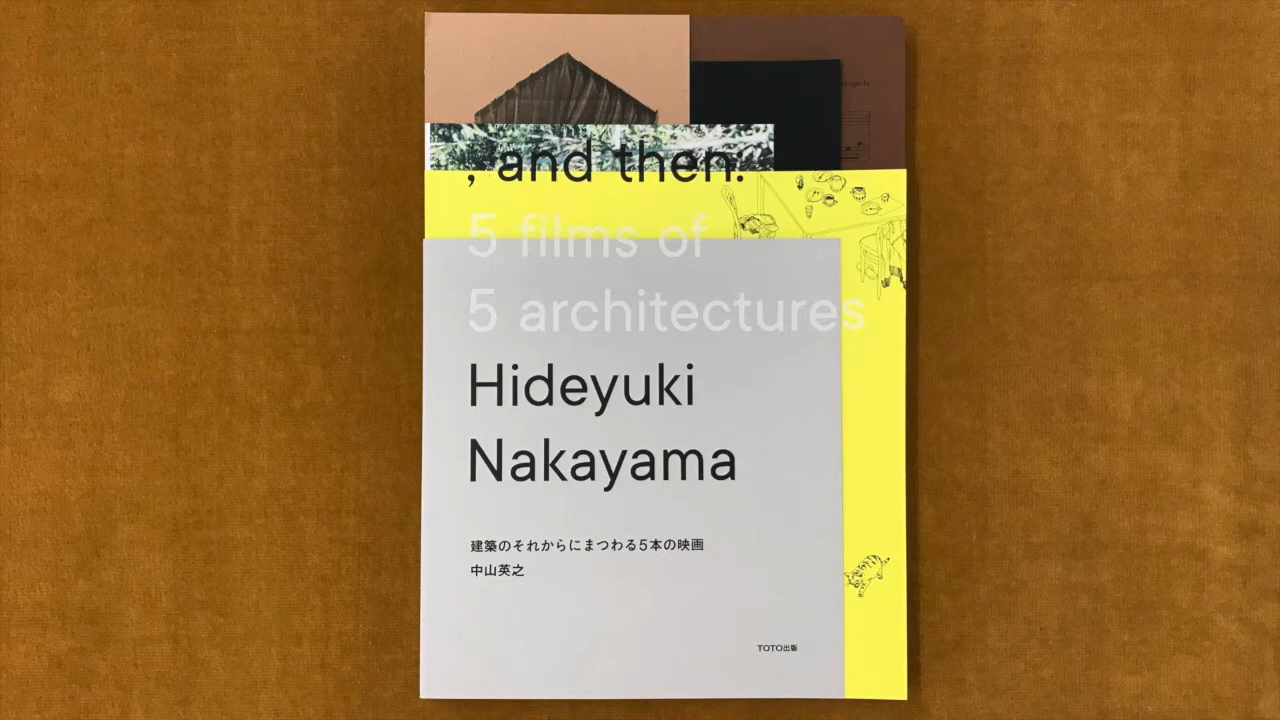 , and then:
5 films of
5 architectures
Hideyuki
Nakayama
建築のそれからにまつわる5本の映画
中山英之
TOTO出版